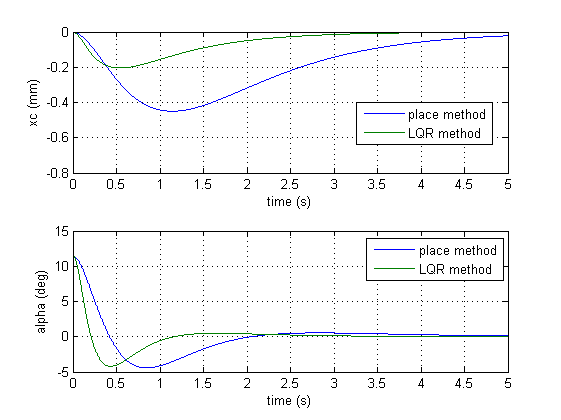 0
-0.2
-0.4
-0.6
-0.8
xc (mm)
place method
LQR method
0 0.5 1 1.5 2 2.5 3 3.5 4 4.5 5
time (s)
15
10
5
0
-5
alpha (deg)
place method
LQR method
0 0.5 1 1.5 2 2.5 3 3.5 4 4.5 5
time (s)